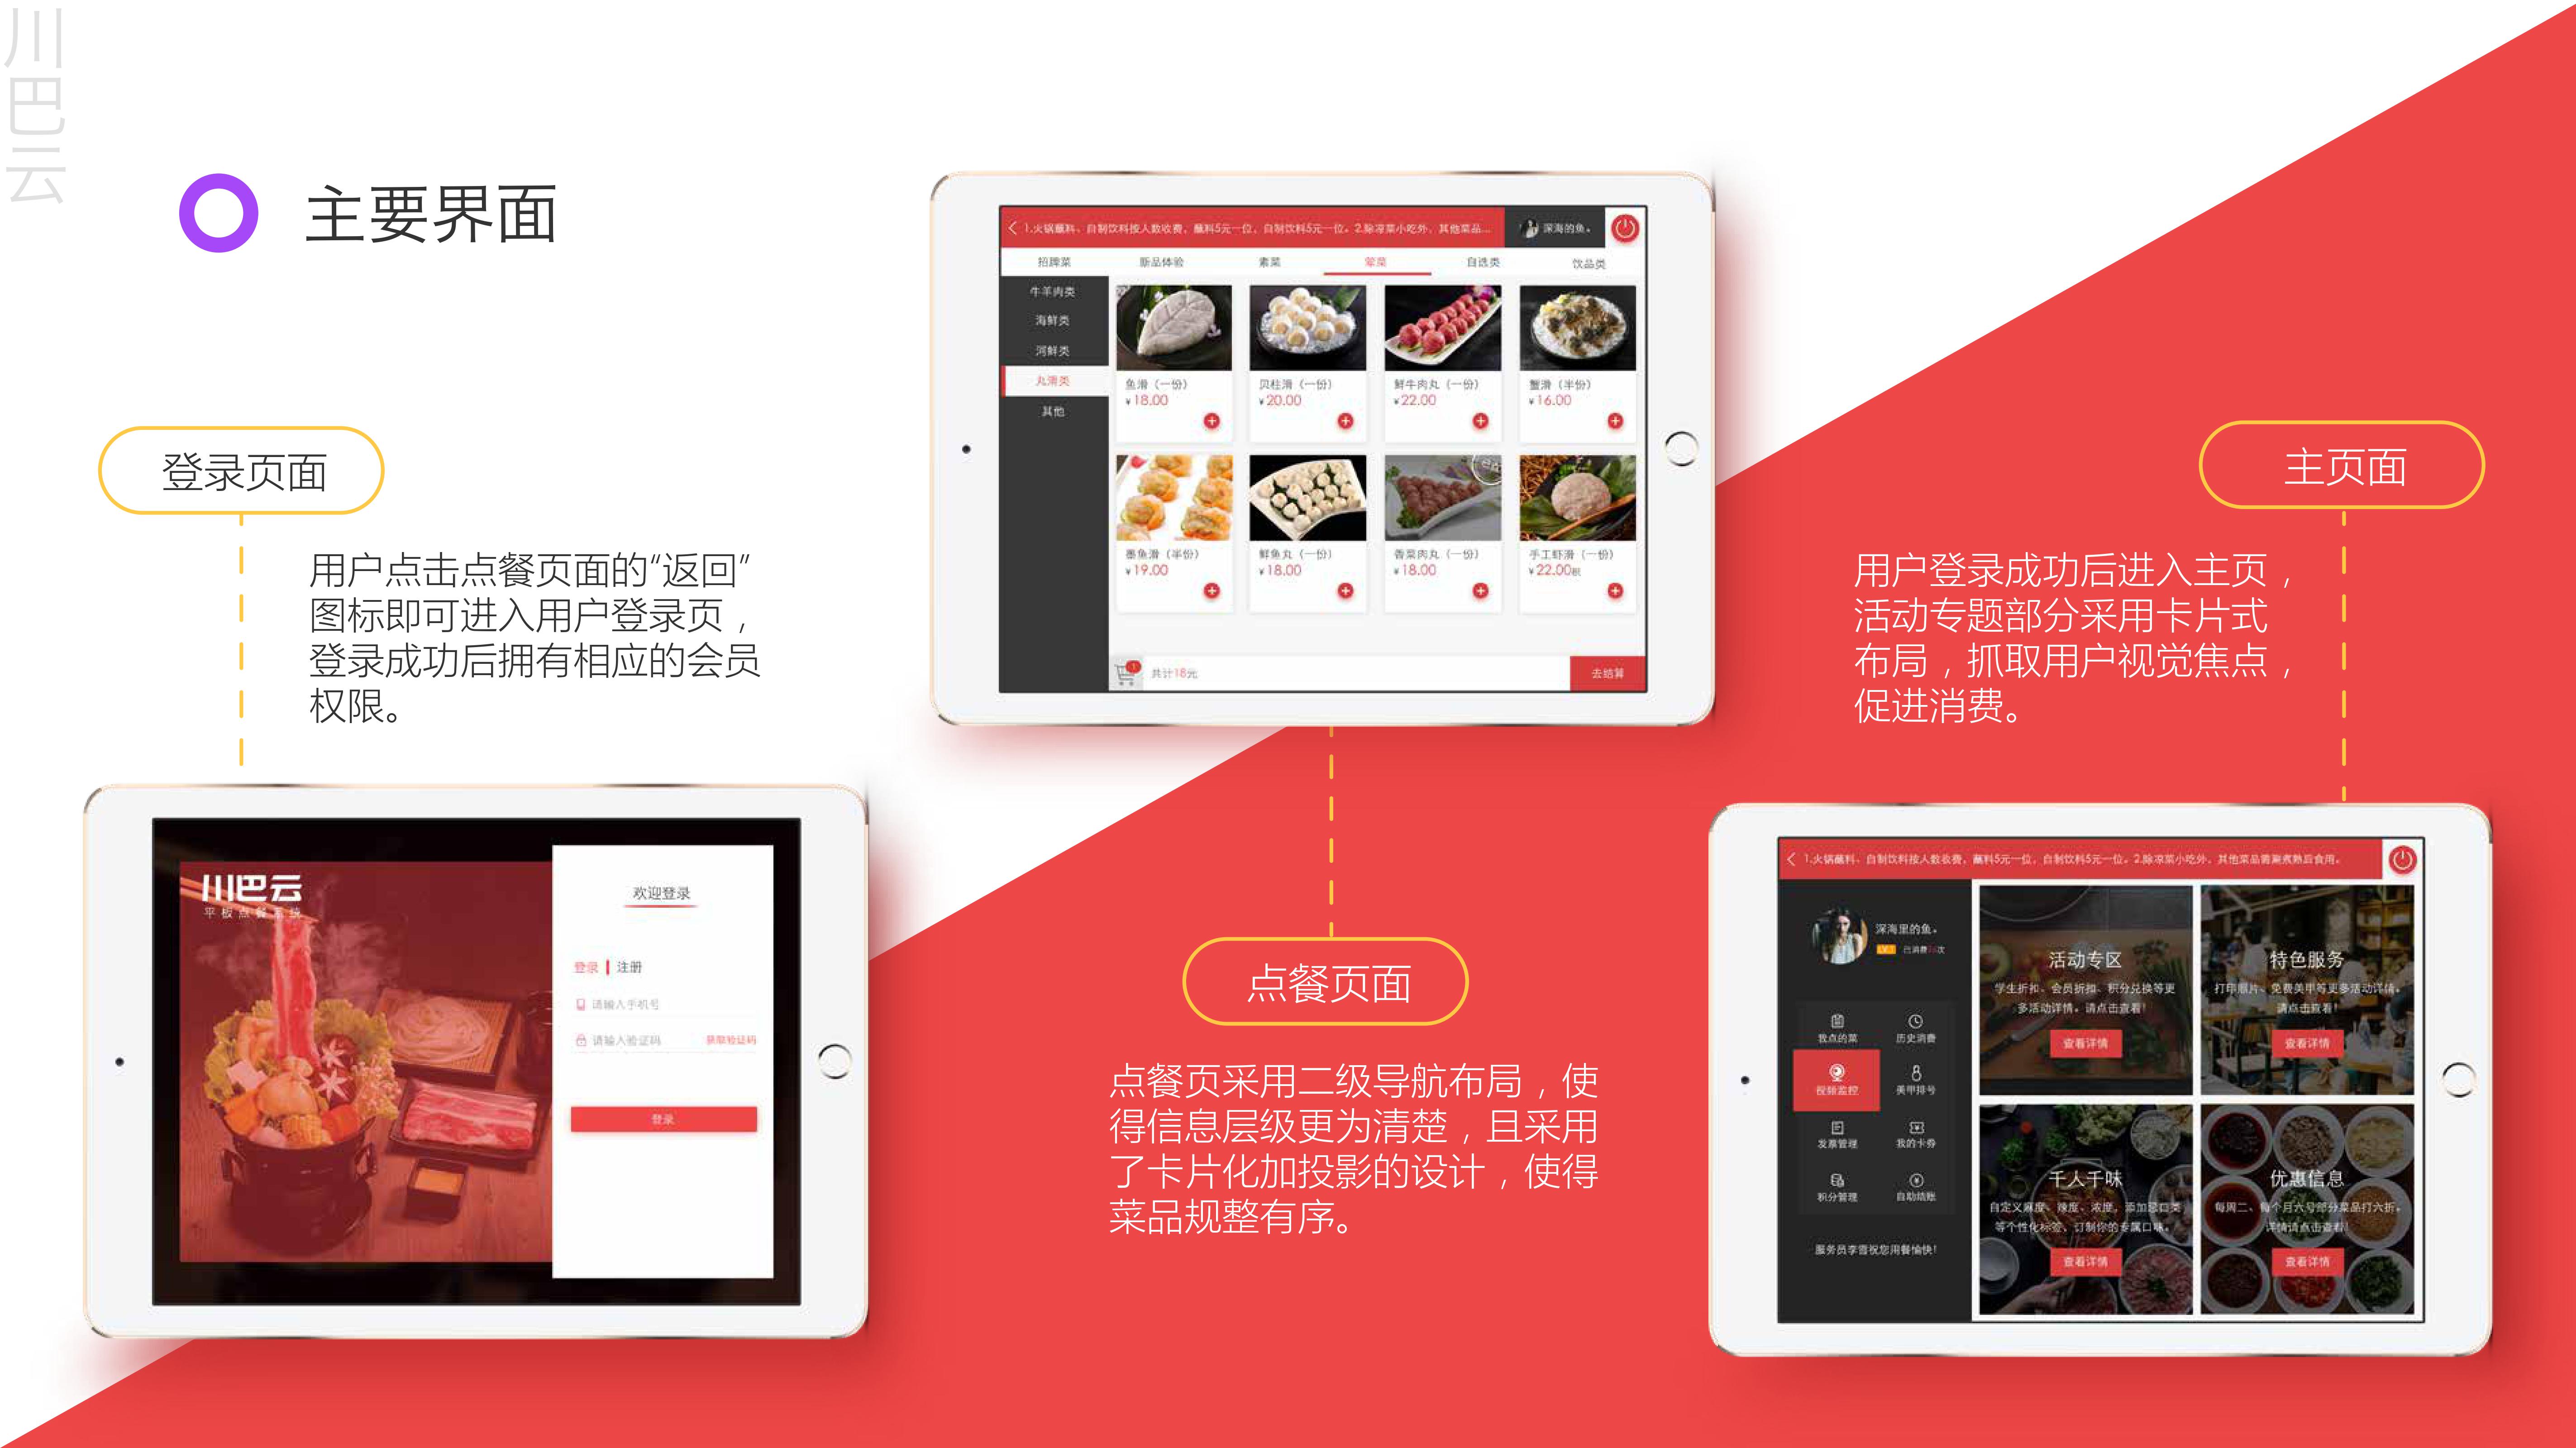 川巴云
主要界面
登录页面
用户点击点餐页面的“返回”
图标即可进入用户登录页，
登录成功后拥有相应的会员
权限。
川巴云
平板点餐系统
欢迎登录
登录 注册
请输入手机号
请输入验证码 获取验证码
登录
1.火锅蘸料、自制饮料按人数收费，蘸料5元一位，自制饮料5元一位。2.除凉菜小吃外，其他菜品...
深海的鱼。
招牌菜 新品体验 素菜 荤菜 自选类 饮品类
牛羊肉类
海鲜类
河鲜类
丸滑类
其他
鱼滑（一份） 贝柱滑（一份） 鲜牛肉丸（一份） 蟹滑（半份）
¥18.00 ¥20.00 ¥22.00 ¥16.00
墨鱼滑（半份） 鲜鱼丸（一份） 香菜肉丸（一份） 手工虾滑（一份）
¥19.00 ¥18.00 ¥18.00 ¥22.00
1
共计18元
去结算
点餐页面
点餐页采用二级导航布局，使
得信息层级更为清楚，且采用
了卡片化加投影的设计，使得
菜品规整有序。
主页面
用户登录成功后进入主页，
活动专题部分采用卡片式
布局，抓取用户视觉焦点，
促进消费。
1.火锅蘸料、自制饮料按人数收费，蘸料5元一位，自制饮料5元一位。2.除凉菜小吃外，其他菜品需涮煮熟后食用。
深海里的鱼。
已消费 次
我点的菜 历史消费
视频监控 美甲排号
发票管理 我的卡券
积分管理 自助结账
服务员李雪祝您用餐愉快！
活动专区
学生折扣、会员折扣、积分兑换等更
多活动详情。请点击查看！
查看详情
特色服务
打印照片、免费美甲等更多活动详情。
请点击查看！
查看详情
千人千味
自定义麻度、辣度、浓度，添加忌口类
等个性化标签，订制你的专属口味。
查看详情
优惠信息
每周二、每个月六号部分菜品打六折。
详情请点击查看！
查看详情